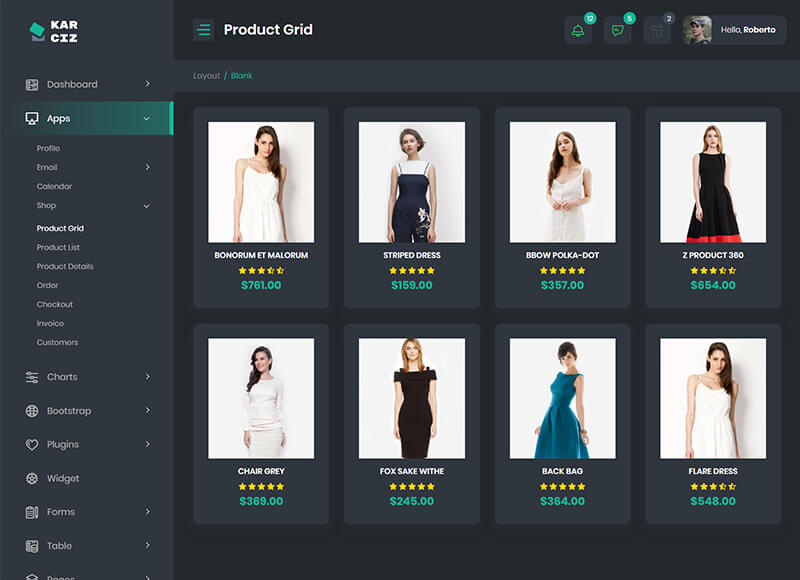 KAR
CIZ
Product Grid
12
5
2
Hello, Roberto
Layout / Blank
Dashboard
Apps
Profile
Email
Calendar
Shop
Product Grid
Product List
Product Details
Order
Checkout
Invoice
Customers
Charts
Bootstrap
Plugins
Widget
Forms
Table
Pages
BONORUM ET MALORUM
$761.00
STRIPED DRESS
$159.00
BBOW POLKA-DOT
$357.00
Z PRODUCT 360
$654.00
CHAIR GREY
$369.00
FOX SAKE WITHE
$245.00
BACK BAG
$364.00
FLARE DRESS
$548.00